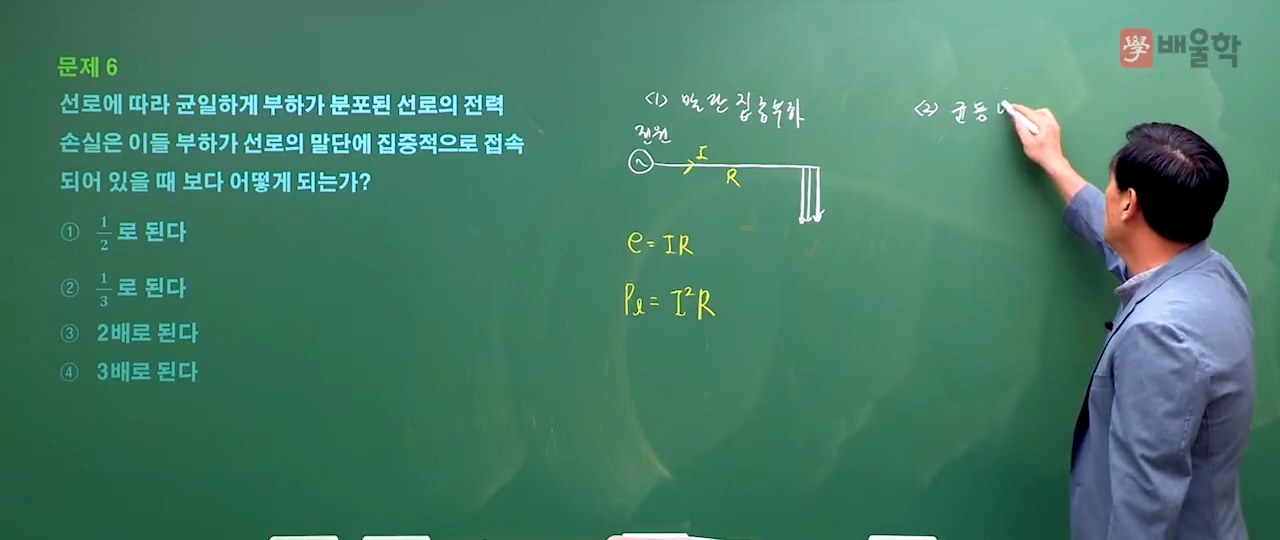 學 배울학
문제 6
선로에 따라 균일하게 부하가 분포된 선로의 전력
손실은 이들 부하가 선로의 말단에 집중적으로 접속
되어 있을 때 보다 어떻게 되는가?
① 1/2 로 된다
② 1/3 로 된다
③ 2배로 된다
④ 3배로 된다
<1> 말단 집중부하
전원
~
I
R
e = IR
Pℓ = I²R
<2> 균등